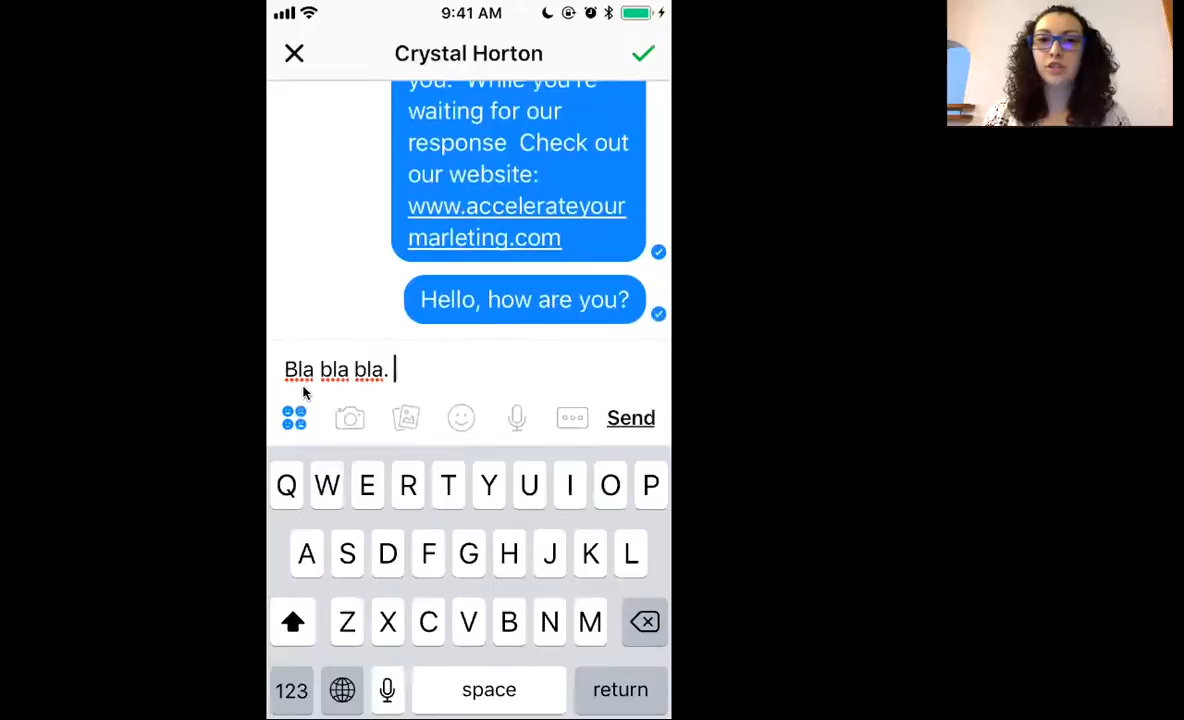 9:41 AM
Crystal Horton
you. While you're
waiting for our
response Check out
our website:
www.accelerateyour
marleting.com
Hello, how are you?
Bla bla bla.
Send
Q W E R T Y U I O P
A S D F G H J K L
Z X C V B N M
123 space return